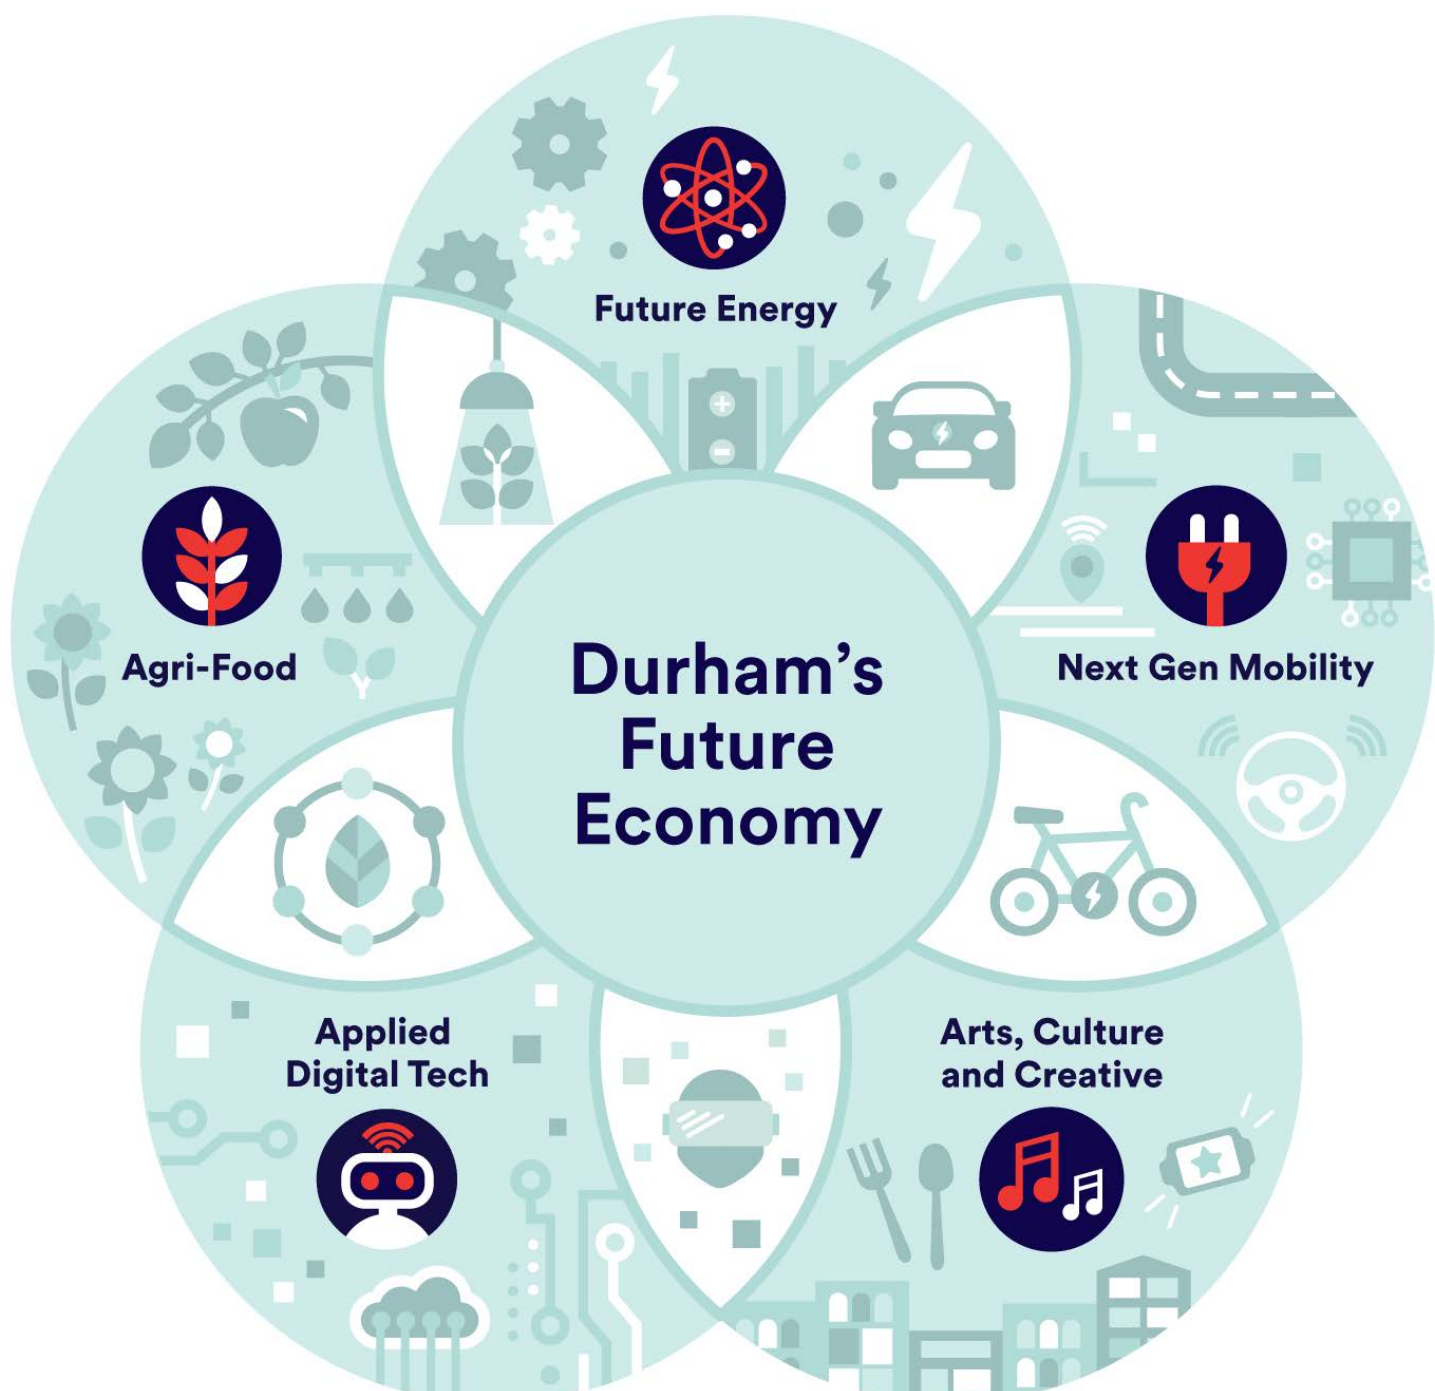 Future Energy
Agri-Food
Next Gen Mobility
Durham’s
Future
Economy
Applied
Digital Tech
Arts, Culture
and Creative